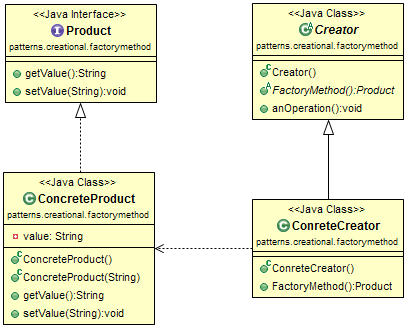 <<Java Interface>>
Product
patterns.creational.factorymethod
getValue():String
setValue(String):void
<<Java Class>>
Creator
patterns.creational.factorymethod
Creator()
FactoryMethod():Product
anOperation():void
<<Java Class>>
ConcreteProduct
patterns.creational.factorymethod
value: String
ConcreteProduct()
ConcreteProduct(String)
getValue():String
setValue(String):void
<<Java Class>>
ConreteCreator
patterns.creational.factorymethod
ConreteCreator()
FactoryMethod():Product